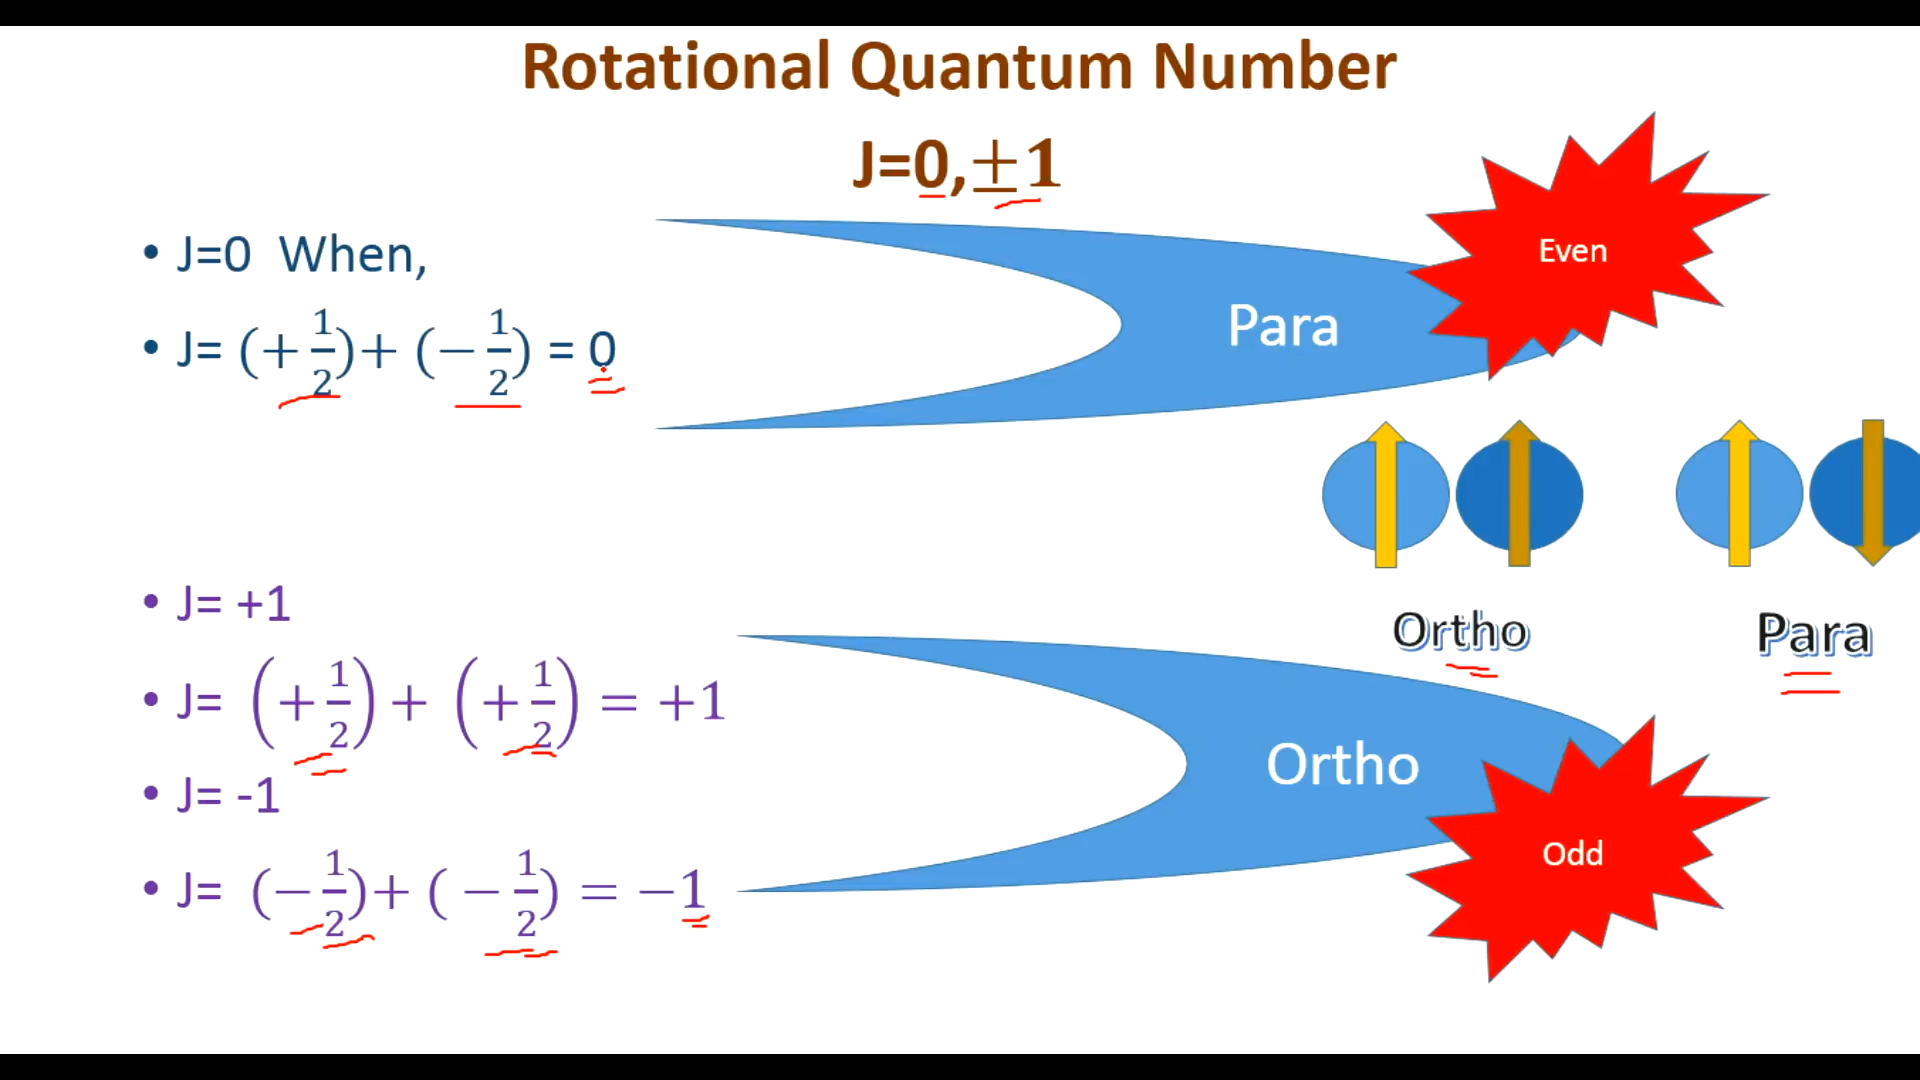 Rotational Quantum Number
J=0,±1
• J=0 When,
• J= (+1/2)+ (−1/2) = 0
Para
Even
• J= +1
• J= (+1/2) + (+1/2) = +1
• J= -1
• J= (−1/2)+ ( −1/2) = −1
Ortho
Odd
Ortho
Para